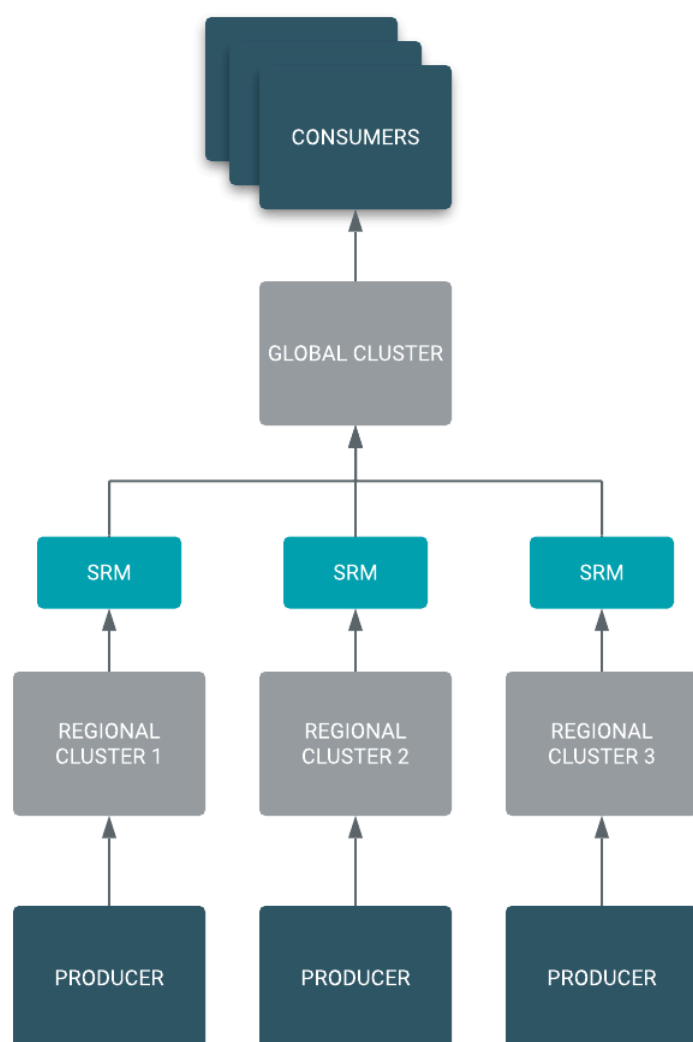 CONSUMERS
GLOBAL CLUSTER
SRM
SRM
SRM
REGIONAL
CLUSTER 1
REGIONAL
CLUSTER 2
REGIONAL
CLUSTER 3
PRODUCER
PRODUCER
PRODUCER